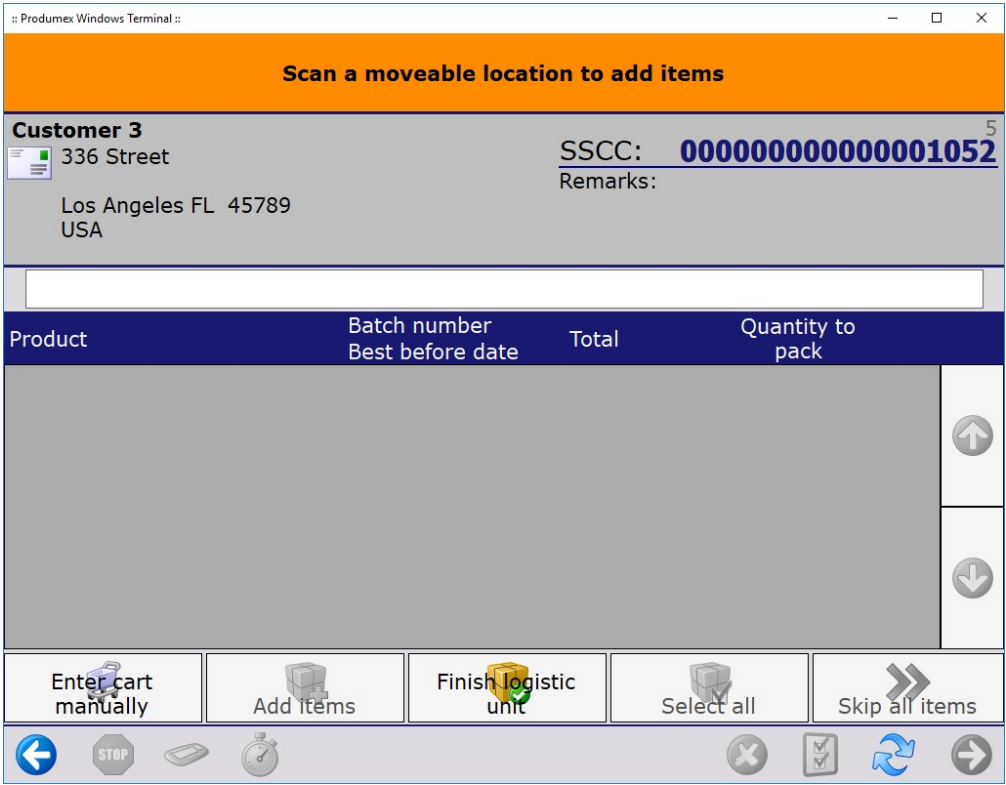 :: Produmex Windows Terminal ::
Scan a moveable location to add items
Customer 3
5
336 Street
SSCC: 000000000000001052
Remarks:
Los Angeles FL 45789
USA
Product
Batch number
Best before date
Total
Quantity to
pack
Enter cart
manually
Add items
Finish logistic
unit
Select all
Skip all items
STOP